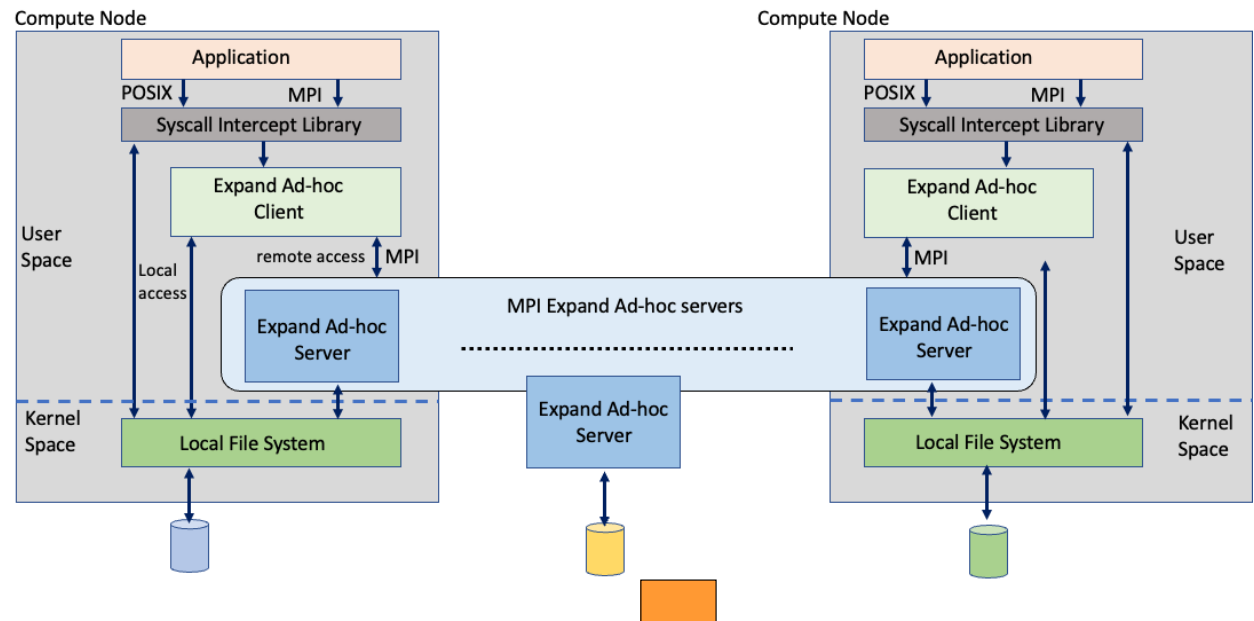 Compute Node
Application
POSIX
MPI
Syscall Intercept Library
Expand Ad-hoc
Client
User
Space
Local
access
remote access
MPI
Expand Ad-hoc
Server
Kernel
Space
Local File System
MPI Expand Ad-hoc servers
Expand Ad-hoc
Server
Compute Node
Application
POSIX
MPI
Syscall Intercept Library
Expand Ad-hoc
Client
MPI
User
Space
Expand Ad-hoc
Server
Kernel
Space
Local File System